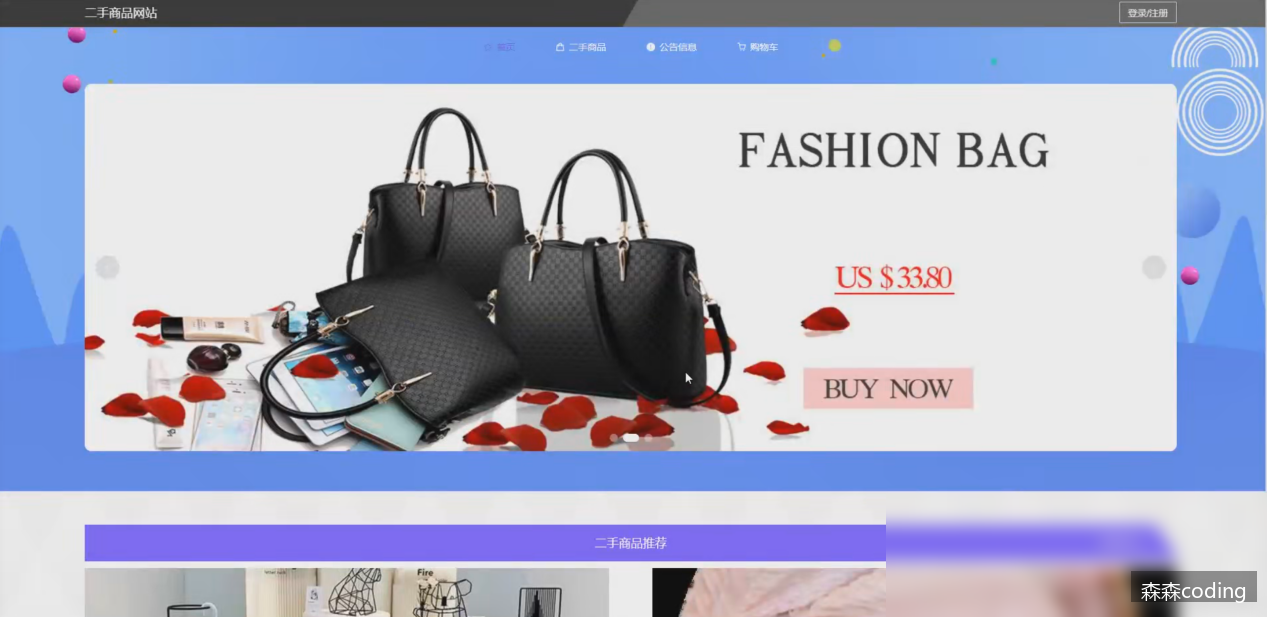 二手商品网站
登录/注册
首页
二手商品
公告信息
购物车
FASHION BAG
US $33.80
BUY NOW
二手商品推荐
Fire
森森coding